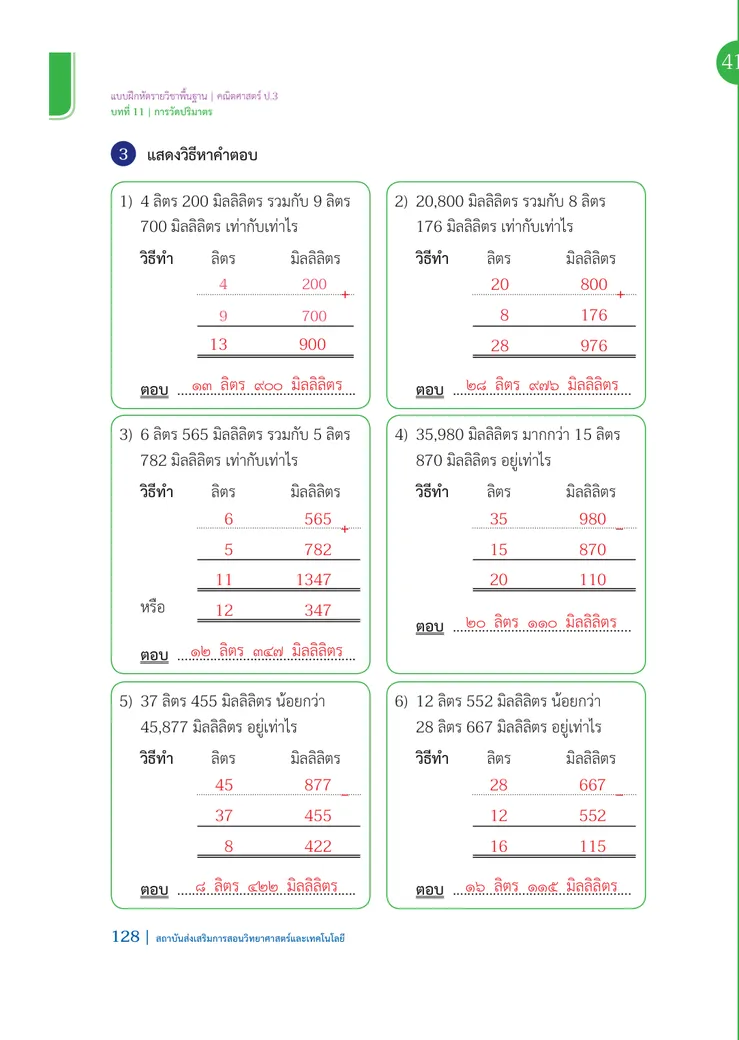 41
แบบฝึกหัดรายวิชาพื้นฐาน | คณิตศาสตร์ ป.3
บทที่ 11 | การวัดปริมาตร
3 แสดงวิธีหาคำตอบ
1) 4 ลิตร 200 มิลลิลิตร รวมกับ 9 ลิตร
700 มิลลิลิตร เท่ากับเท่าไร
วิธีทำ ลิตร มิลลิลิตร
4 200
+
9 700
13 900
ตอบ ๑๓ ลิตร ๙๐๐ มิลลิลิตร
2) 20,800 มิลลิลิตร รวมกับ 8 ลิตร
176 มิลลิลิตร เท่ากับเท่าไร
วิธีทำ ลิตร มิลลิลิตร
20 800
+
8 176
28 976
ตอบ ๒๘ ลิตร ๙๗๖ มิลลิลิตร
3) 6 ลิตร 565 มิลลิลิตร รวมกับ 5 ลิตร
782 มิลลิลิตร เท่ากับเท่าไร
วิธีทำ ลิตร มิลลิลิตร
6 565
+
5 782
11 1347
หรือ 12 347
ตอบ ๑๒ ลิตร ๓๔๗ มิลลิลิตร
4) 35,980 มิลลิลิตร มากกว่า 15 ลิตร
870 มิลลิลิตร อยู่เท่าไร
วิธีทำ ลิตร มิลลิลิตร
35 980
–
15 870
20 110
ตอบ ๒๐ ลิตร ๑๑๐ มิลลิลิตร
5) 37 ลิตร 455 มิลลิลิตร น้อยกว่า
45,877 มิลลิลิตร อยู่เท่าไร
วิธีทำ ลิตร มิลลิลิตร
45 877
–
37 455
8 422
ตอบ ๘ ลิตร ๔๒๒ มิลลิลิตร
6) 12 ลิตร 552 มิลลิลิตร น้อยกว่า
28 ลิตร 667 มิลลิลิตร อยู่เท่าไร
วิธีทำ ลิตร มิลลิลิตร
28 667
–
12 552
16 115
ตอบ ๑๖ ลิตร ๑๑๕ มิลลิลิตร
128 | สถาบันส่งเสริมการสอนวิทยาศาสตร์และเทคโนโลยี